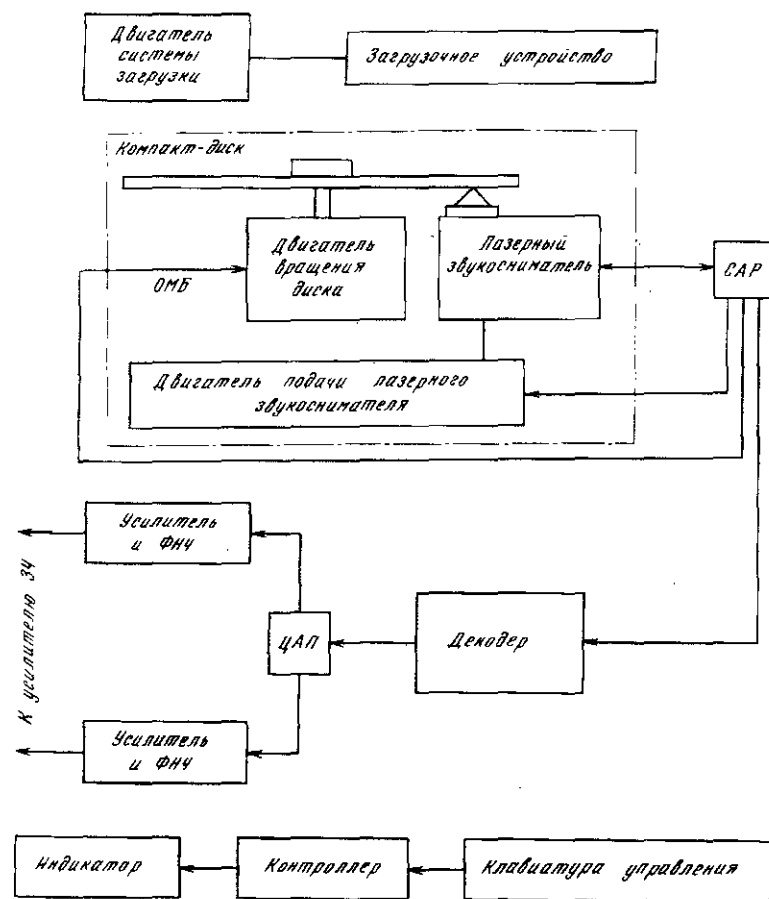 Двигатель
системы
загрузки
Загрузочное устройство
Компакт-диск
Двигатель
вращения
диска
Лазерный
звукосниматель
САР
ОМБ
Двигатель подачи лазерного
звукоснимателя
Усилитель
и ФНЧ
К усилителю ЗЧ
ЦАП
Декодер
Усилитель
и ФНЧ
Индикатор
Контроллер
Клавиатура управления